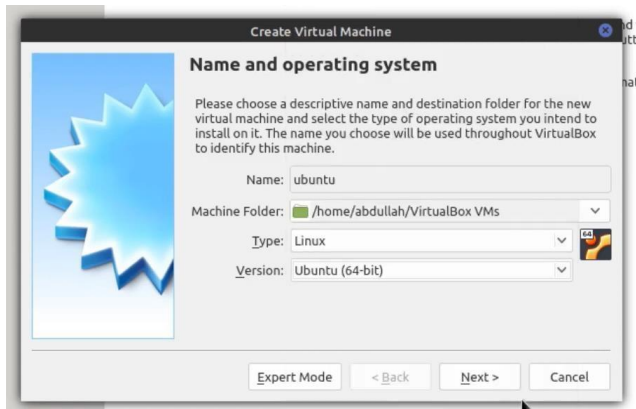 Create Virtual Machine
Name and operating system
Please choose a descriptive name and destination folder for the new
virtual machine and select the type of operating system you intend to
install on it. The name you choose will be used throughout VirtualBox
to identify this machine.
Name: ubuntu
Machine Folder: /home/abdullah/VirtualBox VMs
Type: Linux
64
Version: Ubuntu (64-bit)
Expert Mode < Back Next > Cancel